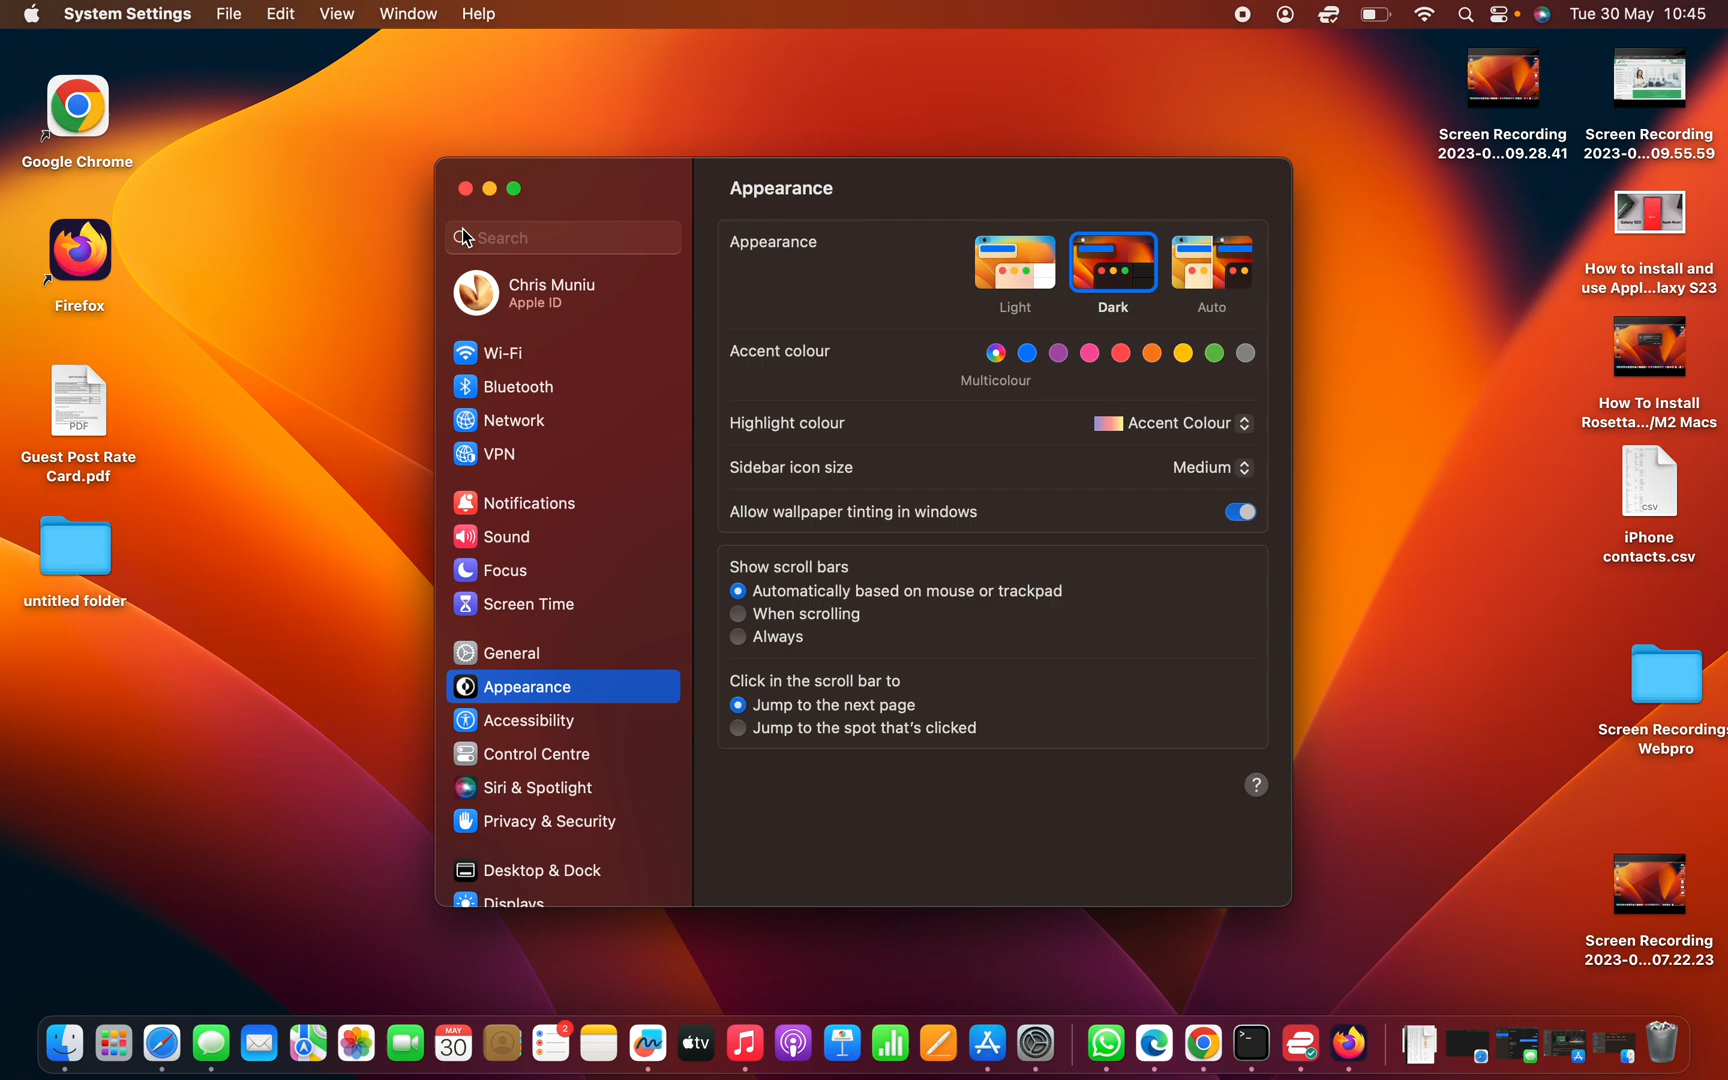 System Settings File Edit View Window Help Tue 30 May 10:45
Google Chrome
Firefox
PDF
Guest Post Rate
Card.pdf
untitled folder
Search
Chris Muniu
Apple ID
Wi-Fi
Bluetooth
Network
VPN
Notifications
Sound
Focus
Screen Time
General
Appearance
Accessibility
Control Centre
Siri & Spotlight
Privacy & Security
Desktop & Dock
Displays
Appearance
Appearance
Light Dark Auto
Accent colour
Multicolour
Highlight colour Accent Colour
Sidebar icon size Medium
Allow wallpaper tinting in windows
Show scroll bars
Automatically based on mouse or trackpad
When scrolling
Always
Click in the scroll bar to
Jump to the next page
Jump to the spot that's clicked
?
Screen Recording
2023-0...09.28.41
Screen Recording
2023-0...09.55.59
How to install and
use Appl...laxy S23
How To Install
Rosetta.../M2 Macs
CSV
iPhone
contacts.csv
Screen Recordings
Webpro
Screen Recording
2023-0...07.22.23
MAY
30
2
tv